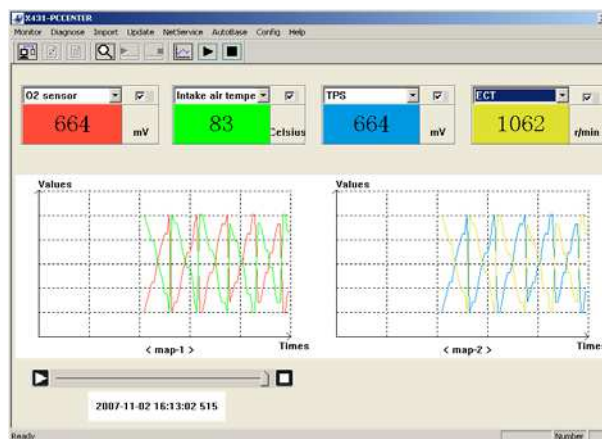 X431-PCCENTER
Monitor Diagnose Import Update NetService AutoBase Config Help
O2 sensor Intake air tempe TPS ECT
664 mV 83 Celsius 664 mV 1062 r/min
Values Values
Times Times
< map-1 > < map-2 >
2007-11-02 16:13:02 515
Ready Number